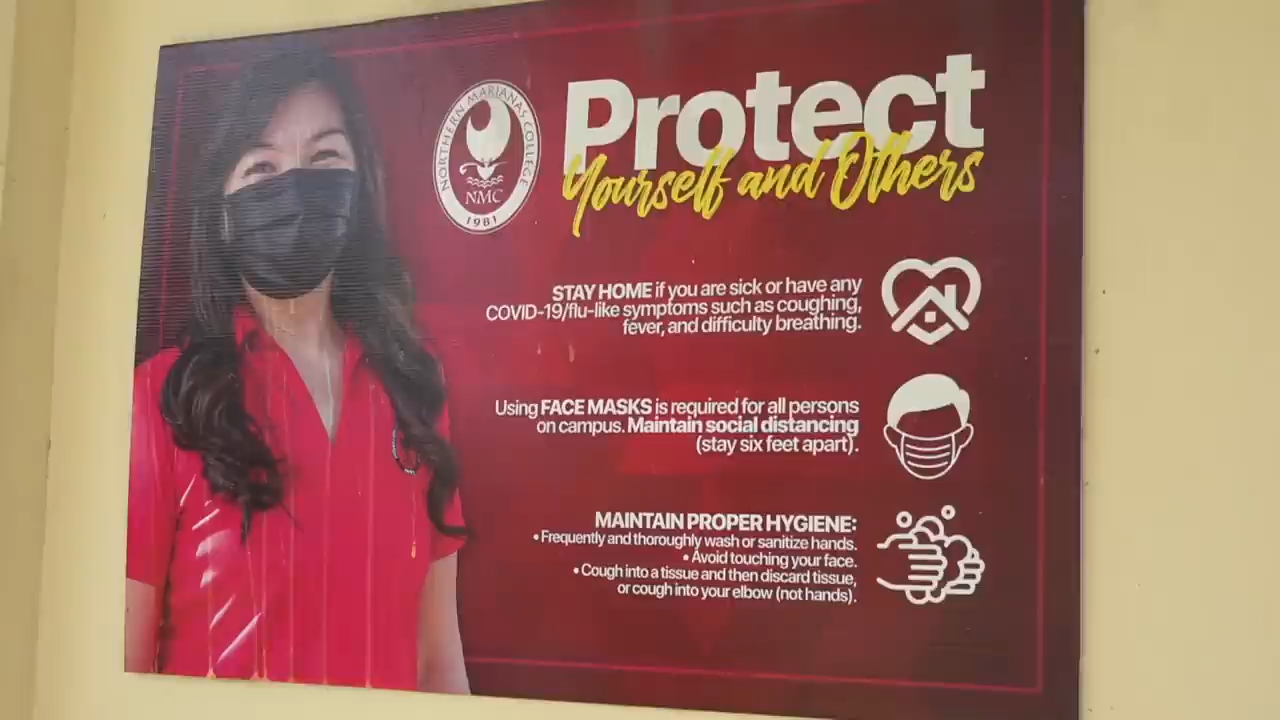 NORTHERN MARIANAS COLLEGE
NMC
1981
Protect
Yourself and Others
STAY HOME if you are sick or have any
COVID-19/flu-like symptoms such as coughing,
fever, and difficulty breathing.
Using FACE MASKS is required for all persons
on campus. Maintain social distancing
(stay six feet apart).
MAINTAIN PROPER HYGIENE:
• Frequently and thoroughly wash or sanitize hands.
• Avoid touching your face.
• Cough into a tissue and then discard tissue,
or cough into your elbow (not hands).